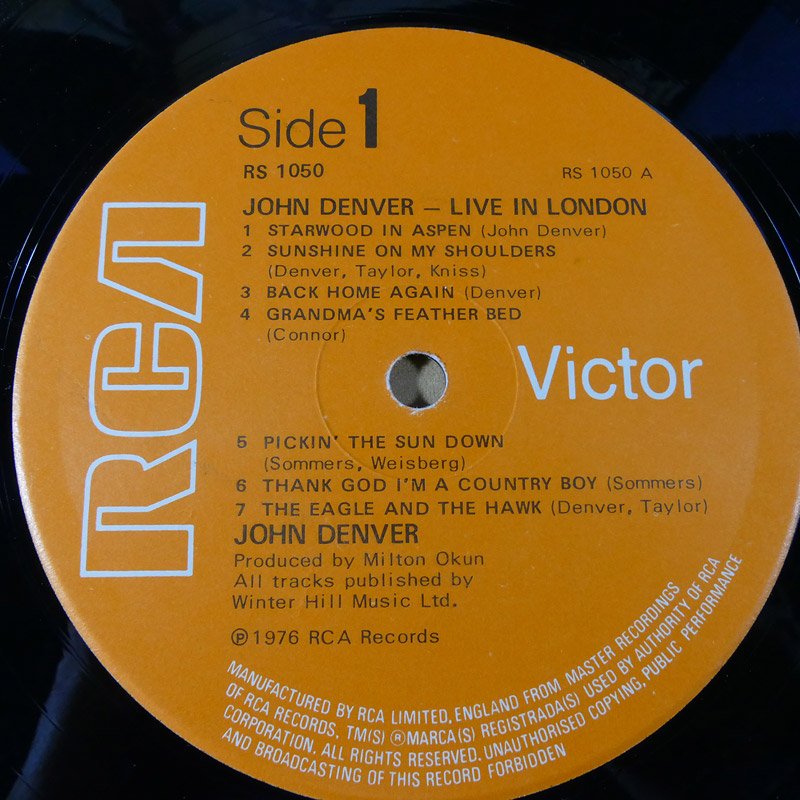 Side 1
RS 1050
RS 1050 A
JOHN DENVER – LIVE IN LONDON
1 STARWOOD IN ASPEN (John Denver)
2 SUNSHINE ON MY SHOULDERS
(Denver, Taylor, Kniss)
3 BACK HOME AGAIN (Denver)
4 GRANDMA'S FEATHER BED
(Connor)
RCA
Victor
5 PICKIN' THE SUN DOWN
(Sommers, Weisberg)
6 THANK GOD I'M A COUNTRY BOY (Sommers)
7 THE EAGLE AND THE HAWK (Denver, Taylor)
JOHN DENVER
Produced by Milton Okun
All tracks published by
Winter Hill Music Ltd.
℗1976 RCA Records
MANUFACTURED BY RCA LIMITED, ENGLAND FROM MASTER RECORDINGS
OF RCA RECORDS, TM(S) ® MARCA(S) REGISTRADA(S) USED BY AUTHORITY OF RCA
CORPORATION. ALL RIGHTS RESERVED. UNAUTHORISED COPYING, PUBLIC PERFORMANCE
AND BROADCASTING OF THIS RECORD FORBIDDEN